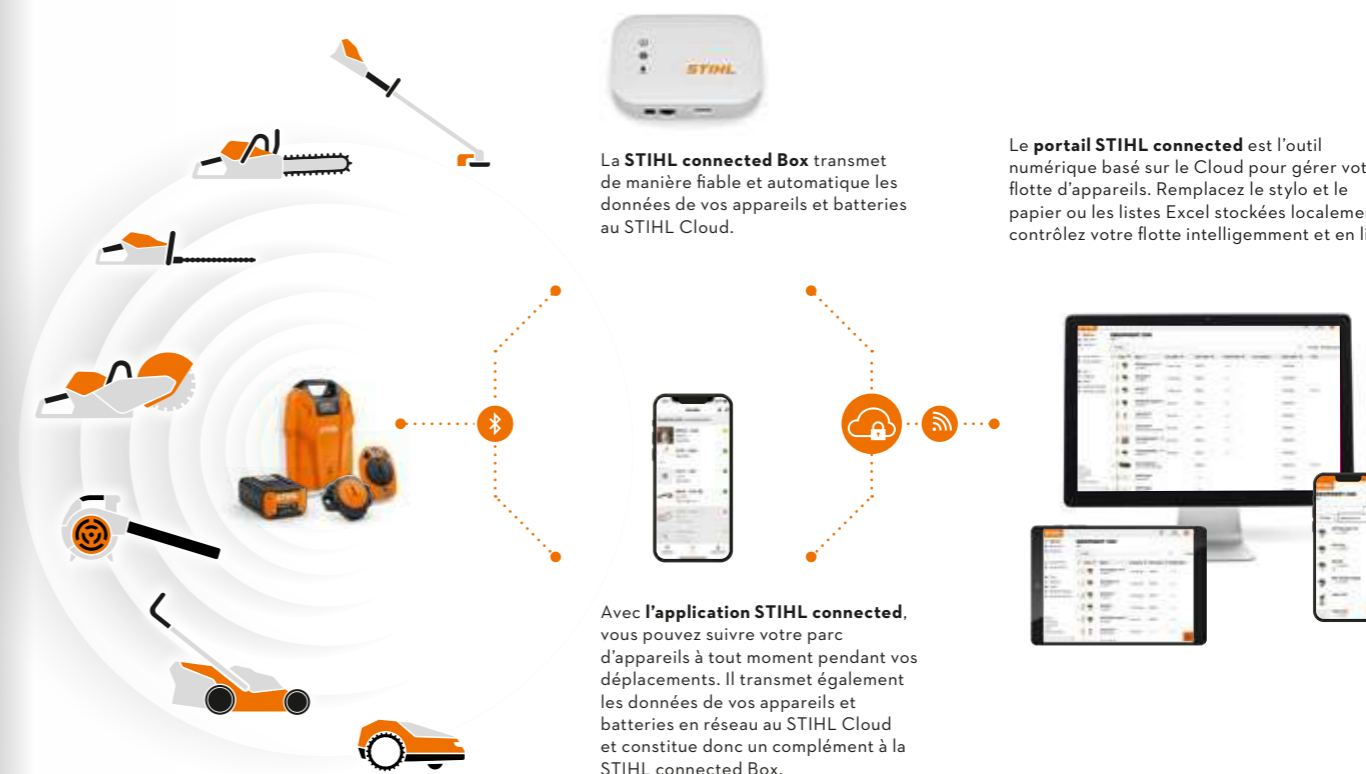 STIHL
La STIHL connected Box transmet
de manière fiable et automatique les
données de vos appareils et batteries
au STIHL Cloud.
Le portail STIHL connected est l’outil
numérique basé sur le Cloud pour gérer vot
flotte d’appareils. Remplacez le stylo et le
papier ou les listes Excel stockées localemen
contrôlez votre flotte intelligemment et en li
Avec l’application STIHL connected,
vous pouvez suivre votre parc
d’appareils à tout moment pendant vos
déplacements. Il transmet également
les données de vos appareils et
batteries en réseau au STIHL Cloud
et constitue donc un complément à la
STIHL connected Box.